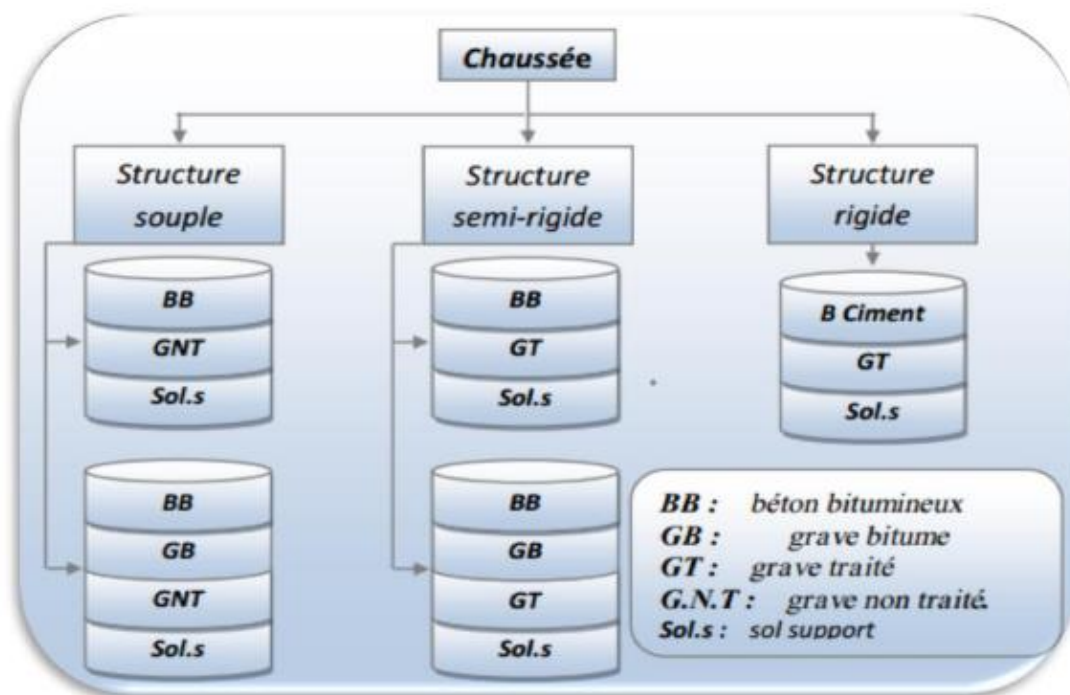 Chaussée
Structure
souple
Structure
semi-rigide
Structure
rigide
BB
GNT
Sol.s
BB
GT
Sol.s
B Ciment
GT
Sol.s
BB
GB
GNT
Sol.s
BB
GB
GT
Sol.s
BB : béton bitumineux
GB : grave bitume
GT : grave traité
G.N.T : grave non traité.
Sol.s : sol support